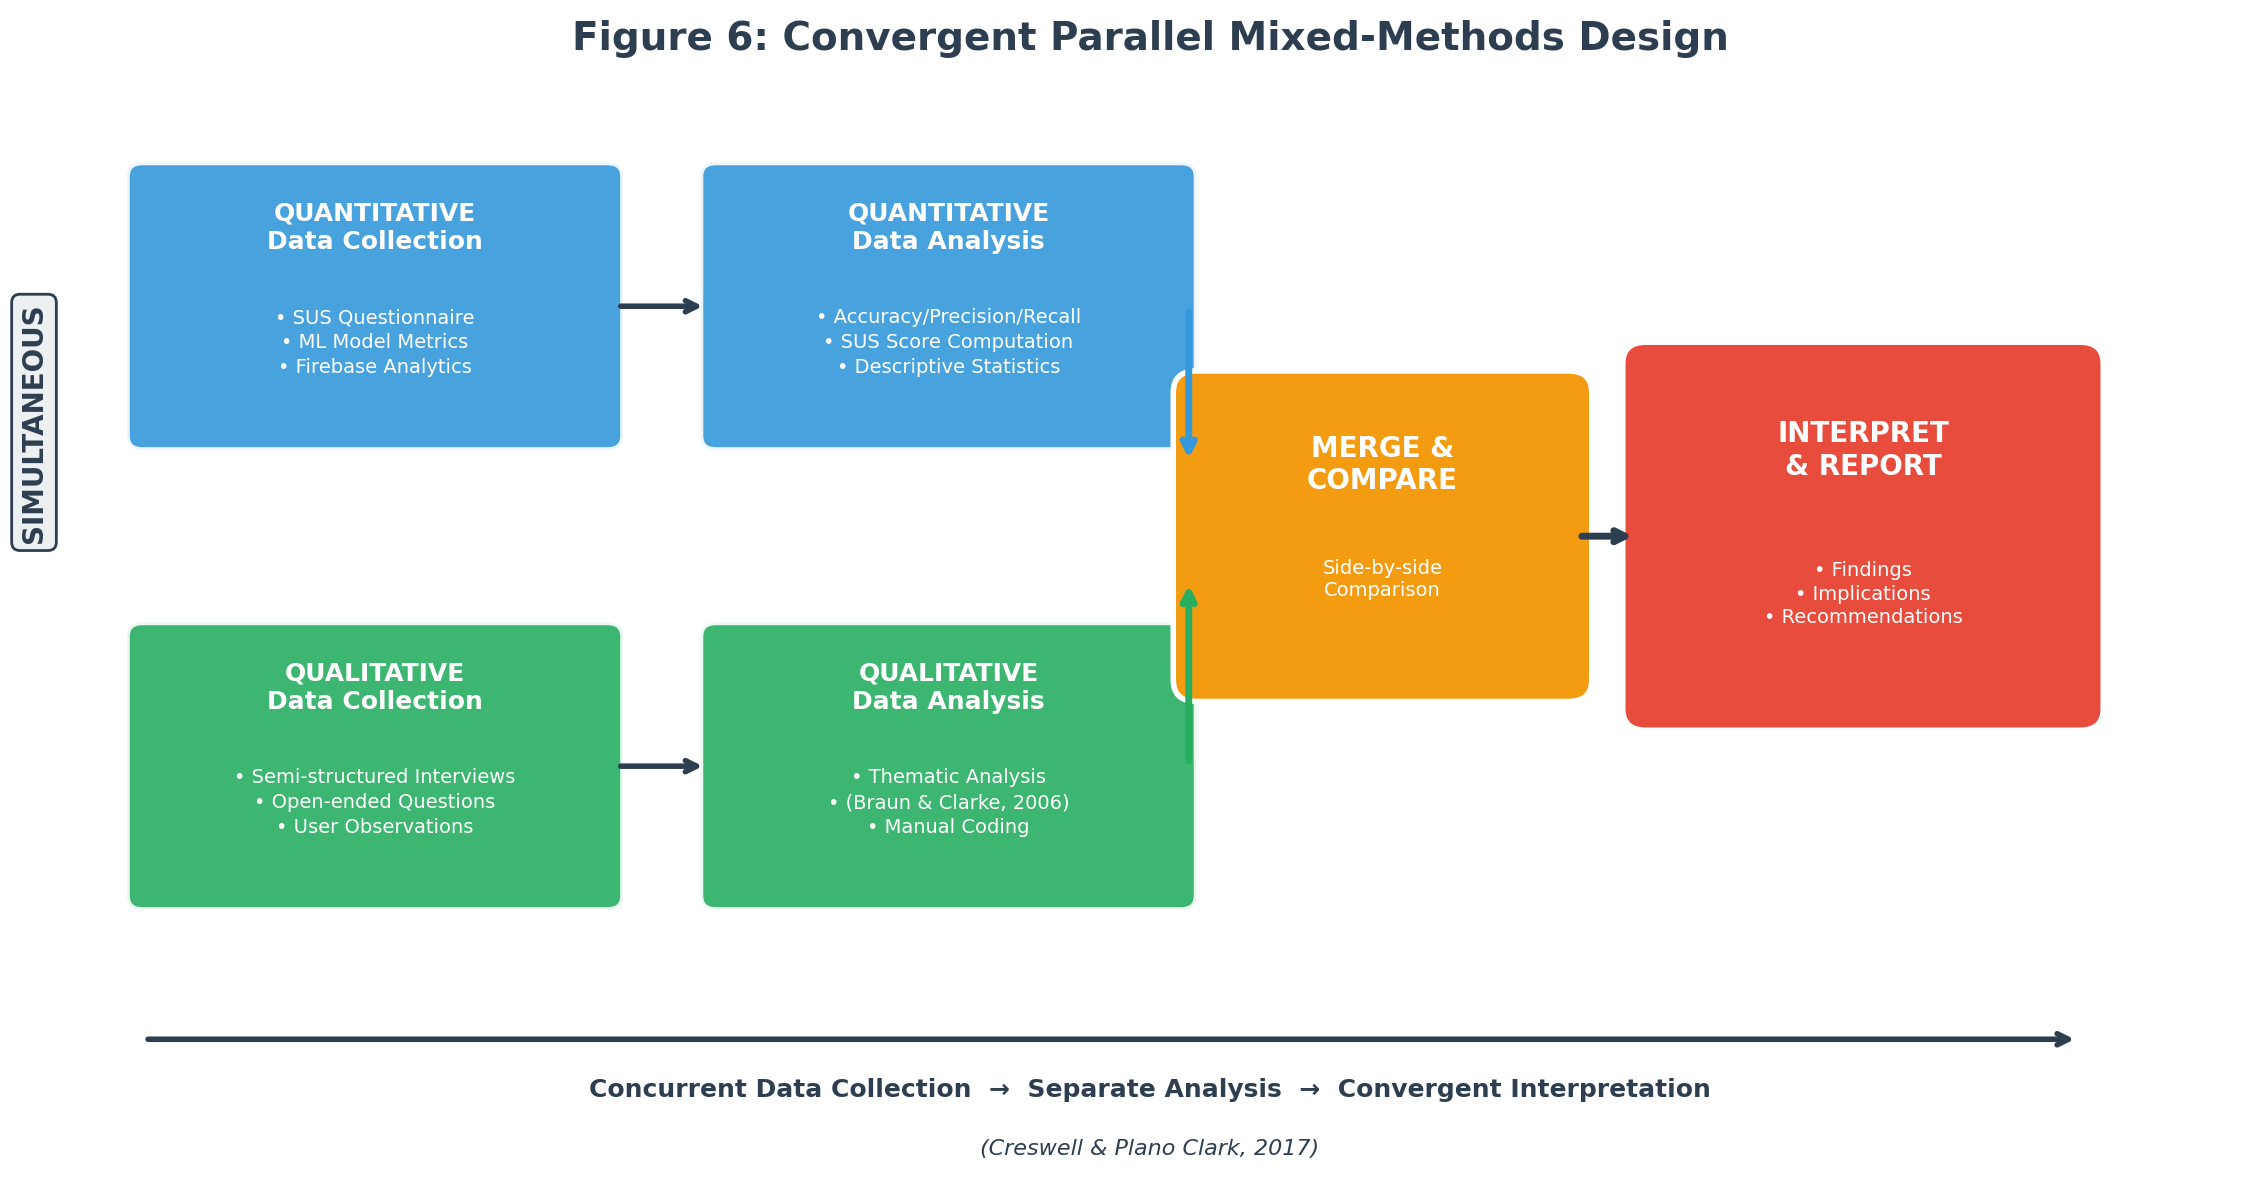 Figure 6: Convergent Parallel Mixed-Methods Design
SIMULTANEOUS
QUANTITATIVE
Data Collection
• SUS Questionnaire
• ML Model Metrics
• Firebase Analytics
QUANTITATIVE
Data Analysis
• Accuracy/Precision/Recall
• SUS Score Computation
• Descriptive Statistics
QUALITATIVE
Data Collection
• Semi-structured Interviews
• Open-ended Questions
• User Observations
QUALITATIVE
Data Analysis
• Thematic Analysis
• (Braun & Clarke, 2006)
• Manual Coding
MERGE &
COMPARE
Side-by-side
Comparison
INTERPRET
& REPORT
• Findings
• Implications
• Recommendations
Concurrent Data Collection → Separate Analysis → Convergent Interpretation
(Creswell & Plano Clark, 2017)